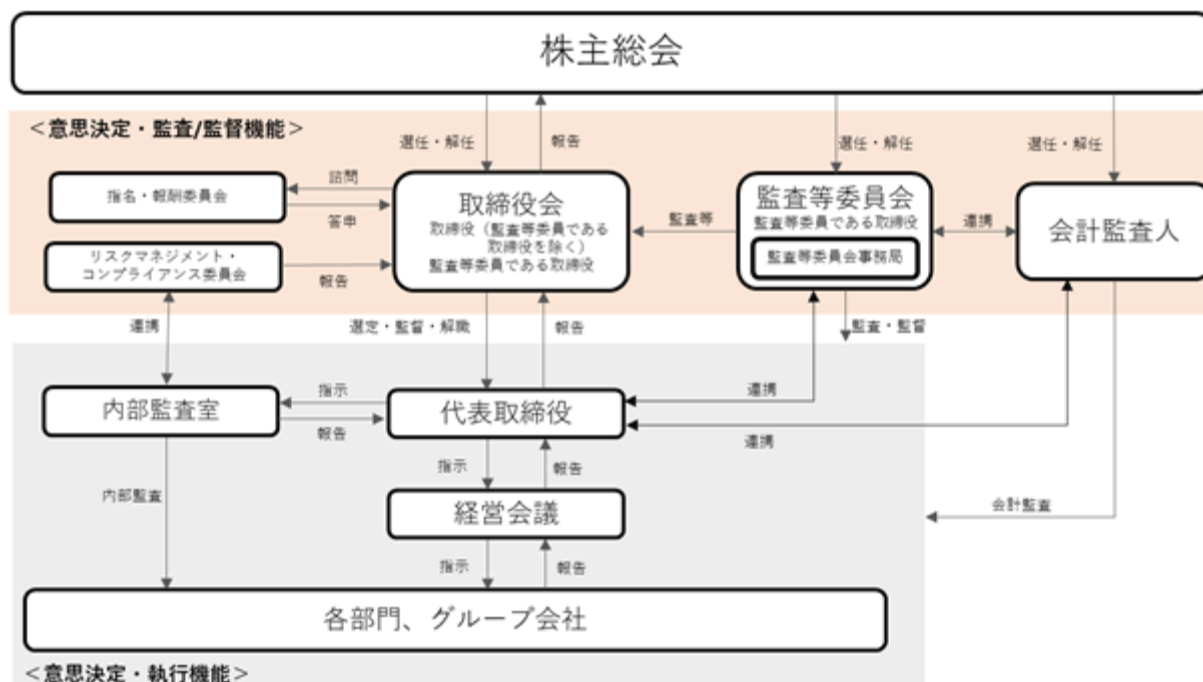 株主総会
＜意思決定・監査/監督機能＞
選任・解任
報告
選任・解任
選任・解任
指名・報酬委員会
諮問
答申
取締役会
取締役（監査等委員である
取締役を除く）
監査等委員である取締役
監査等
監査等委員会
監査等委員である取締役
監査等委員会事務局
連携
会計監査人
リスクマネジメント・
コンプライアンス委員会
報告
連携
選定・監督・解職
報告
監査・監督
内部監査室
指示
報告
代表取締役
連携
連携
指示
報告
内部監査
経営会議
会計監査
指示
報告
各部門、グループ会社
＜意思決定・執行機能＞